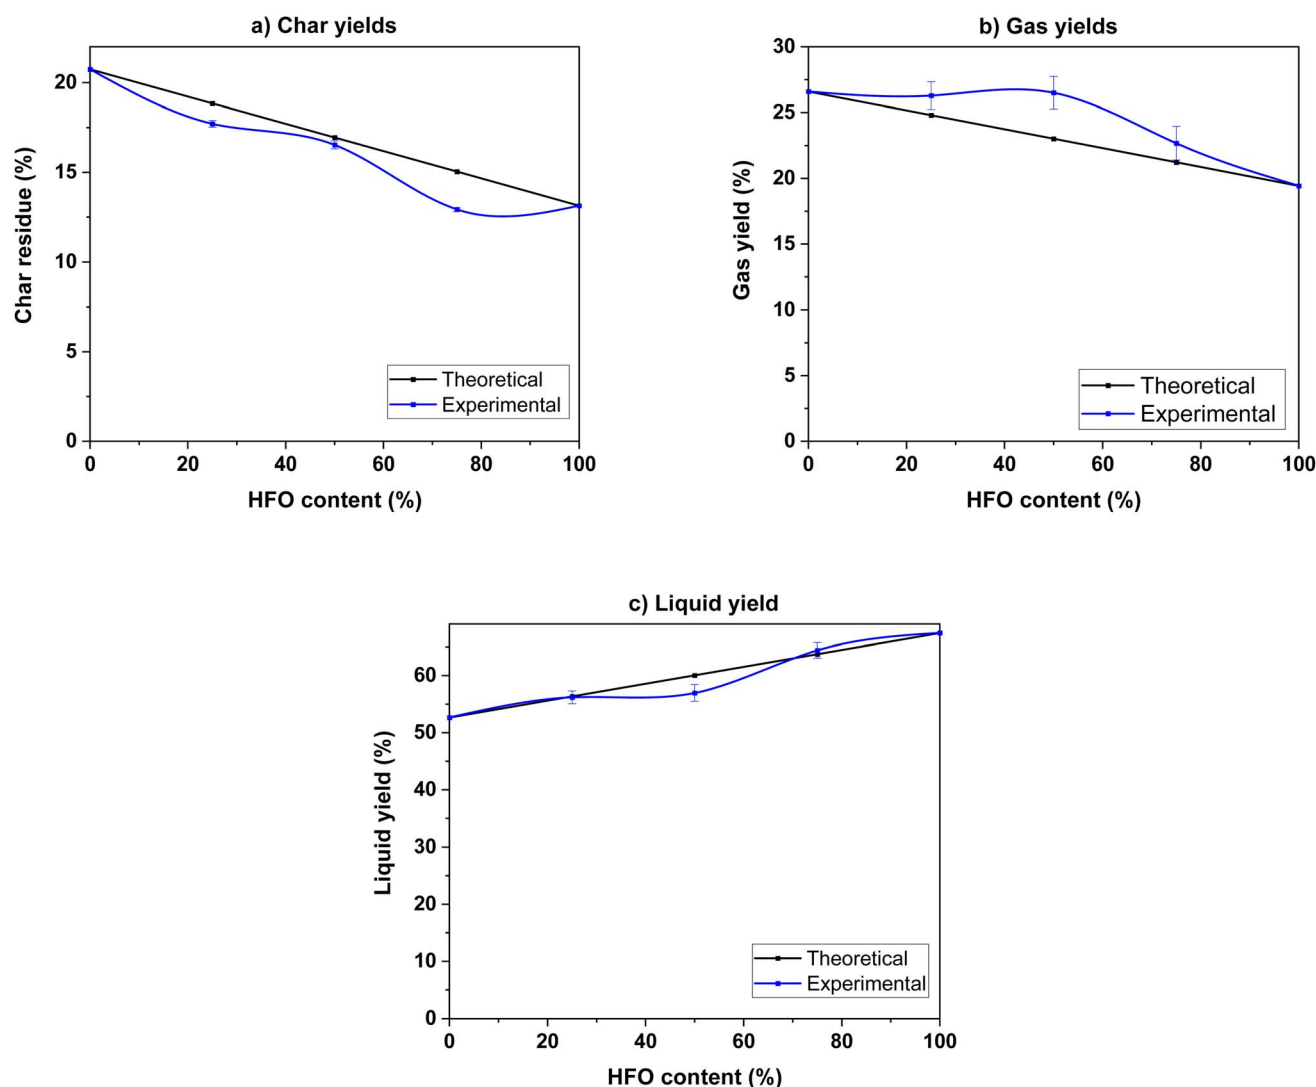 a) Char yields
20
15
10
5
0
Char residue (%)
Theoretical
Experimental
0 20 40 60 80 100
HFO content (%)
b) Gas yields
30
25
20
15
10
5
0
Gas yield (%)
Theoretical
Experimental
0 20 40 60 80 100
HFO content (%)
c) Liquid yield
60
50
40
30
20
10
0
Liquid yield (%)
Theoretical
Experimental
0 20 40 60 80 100
HFO content (%)